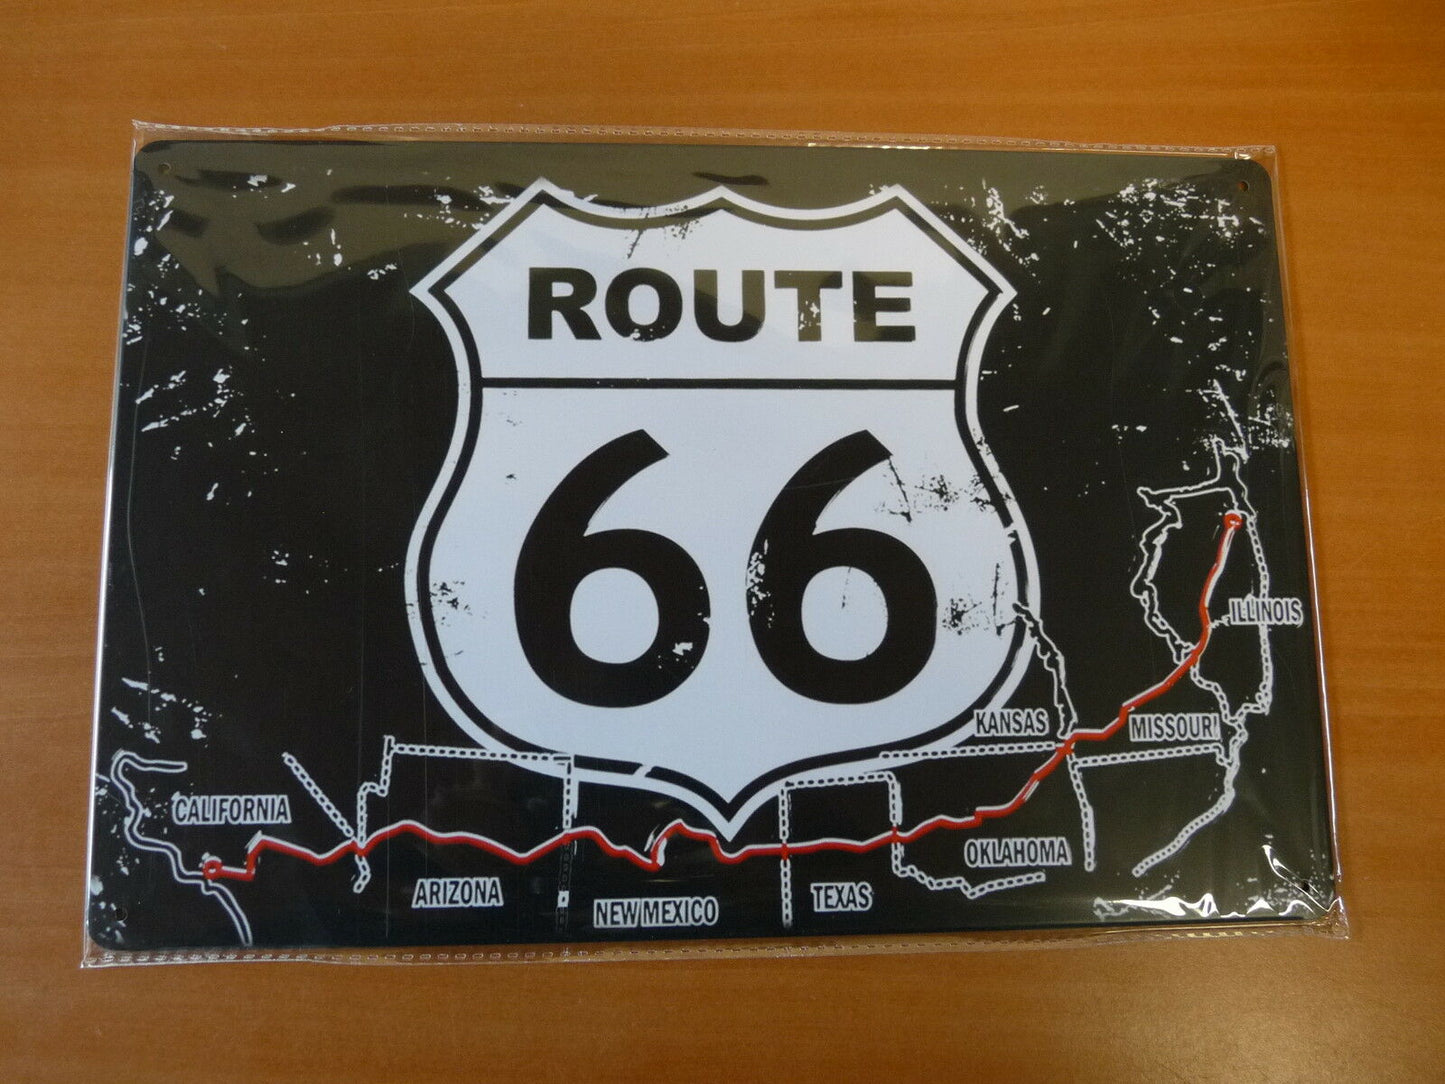 ROUTE
66
ILLINOIS
KANSAS
MISSOURI
CALIFORNIA
OKLAHOMA
ARIZONA
NEW MEXICO
TEXAS